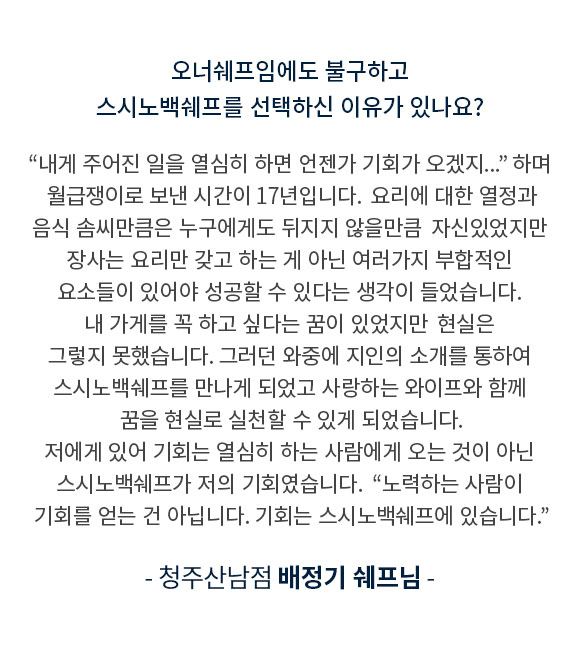 오너쉐프임에도 불구하고
스시노백쉐프를 선택하신 이유가 있나요?
“내게 주어진 일을 열심히 하면 언젠가 기회가 오겠지...” 하며
월급쟁이로 보낸 시간이 17년입니다. 요리에 대한 열정과
음식 솜씨만큼은 누구에게도 뒤지지 않을만큼 자신있었지만
장사는 요리만 갖고 하는 게 아닌 여러가지 부합적인
요소들이 있어야 성공할 수 있다는 생각이 들었습니다.
내 가게를 꼭 하고 싶다는 꿈이 있었지만 현실은
그렇지 못했습니다. 그러던 와중에 지인의 소개를 통하여
스시노백쉐프를 만나게 되었고 사랑하는 와이프와 함께
꿈을 현실로 실천할 수 있게 되었습니다.
저에게 있어 기회는 열심히 하는 사람에게 오는 것이 아닌
스시노백쉐프가 저의 기회였습니다. “노력하는 사람이
기회를 얻는 건 아닙니다. 기회는 스시노백쉐프에 있습니다.”
- 청주산남점 배정기 쉐프님 -